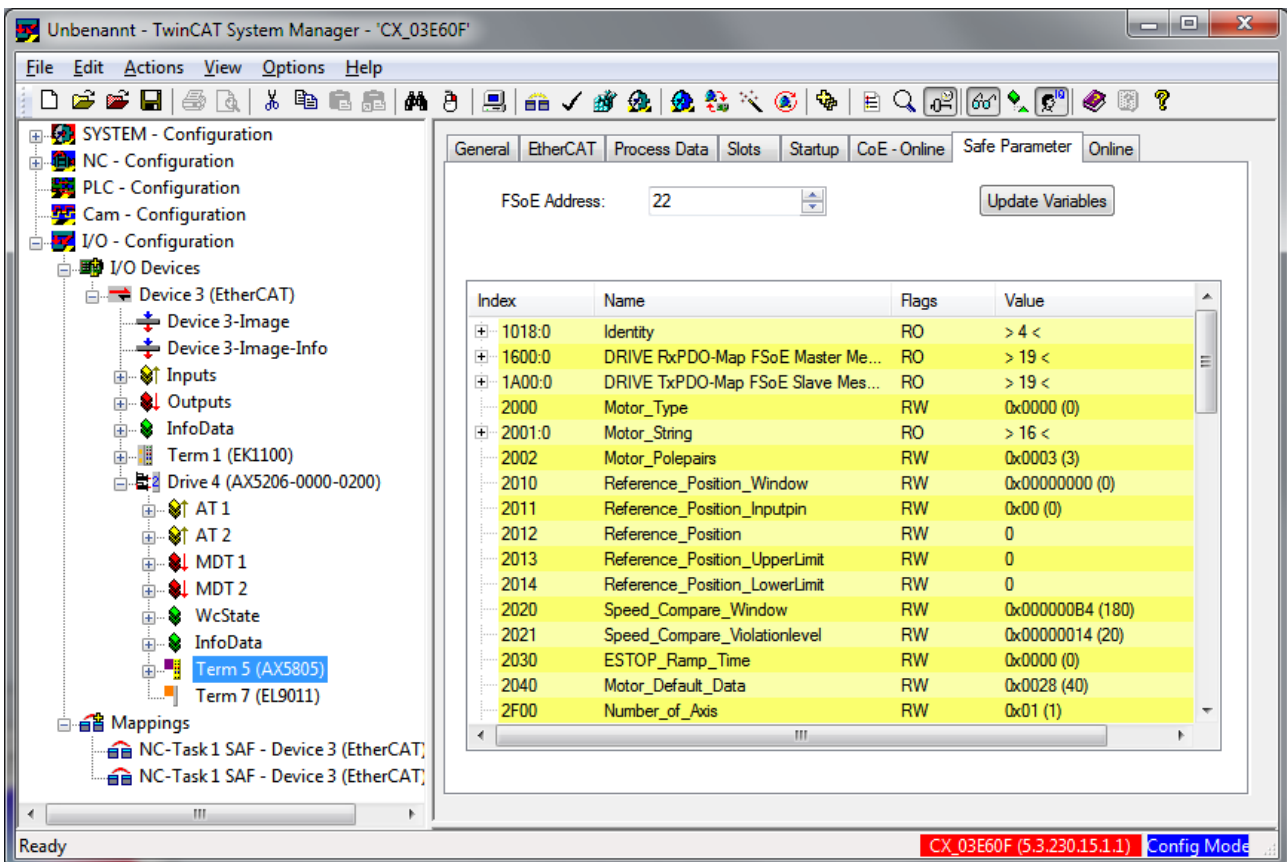 Unbenannt - TwinCAT System Manager - 'CX_03E60F'
File Edit Actions View Options Help
SYSTEM - Configuration
NC - Configuration
PLC - Configuration
Cam - Configuration
I/O - Configuration
I/O Devices
Device 3 (EtherCAT)
Device 3-Image
Device 3-Image-Info
Inputs
Outputs
InfoData
Term 1 (EK1100)
Drive 4 (AX5206-0000-0200)
AT 1
AT 2
MDT 1
MDT 2
WcState
InfoData
Term 5 (AX5805)
Term 7 (EL9011)
Mappings
NC-Task 1 SAF - Device 3 (EtherCAT)
NC-Task 1 SAF - Device 3 (EtherCAT)
General EtherCAT Process Data Slots Startup CoE - Online Safe Parameter Online
FSoE Address: 22 Update Variables
Index Name Flags Value
1018:0 Identity RO > 4 <
1600:0 DRIVE RxPDO-Map FSoE Master Me... RO > 19 <
1A00:0 DRIVE TxPDO-Map FSoE Slave Mes... RO > 19 <
2000 Motor_Type RW 0x0000 (0)
2001:0 Motor_String RO > 16 <
2002 Motor_Polepairs RW 0x0003 (3)
2010 Reference_Position_Window RW 0x00000000 (0)
2011 Reference_Position_Inputpin RW 0x00 (0)
2012 Reference_Position RW 0
2013 Reference_Position_UpperLimit RW 0
2014 Reference_Position_LowerLimit RW 0
2020 Speed_Compare_Window RW 0x000000B4 (180)
2021 Speed_Compare_Violationlevel RW 0x00000014 (20)
2030 ESTOP_Ramp_Time RW 0x0000 (0)
2040 Motor_Default_Data RW 0x0028 (40)
2F00 Number_of_Axis RW 0x01 (1)
Ready CX_03E60F (5.3.230.15.1.1) Config Mode